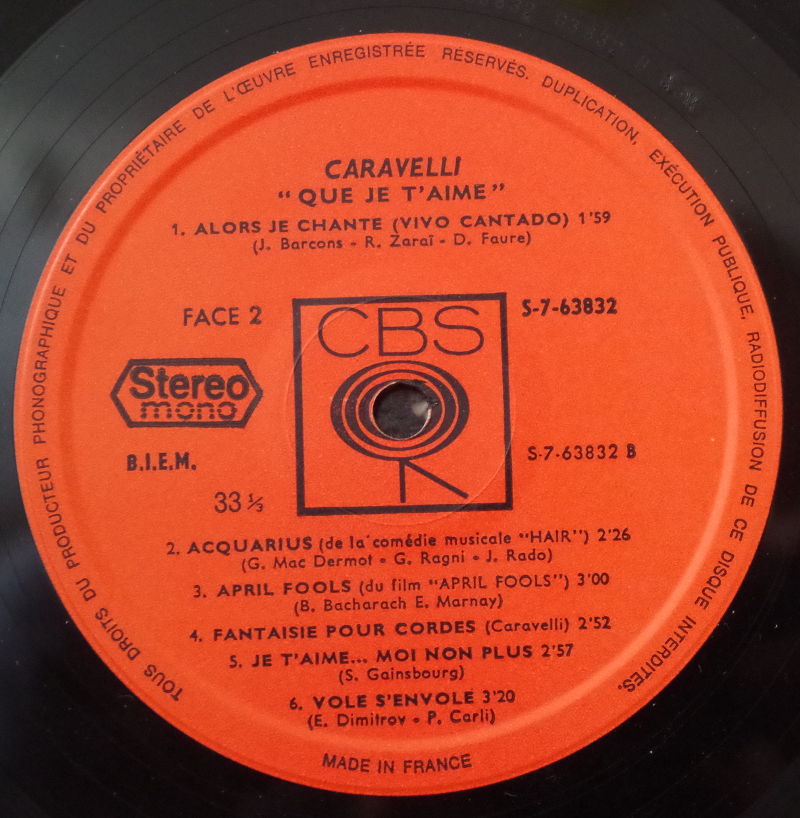 TOUS DROITS DU PRODUCTEUR PHONOGRAPHIQUE ET DU PROPRIÉTAIRE DE L'ŒUVRE ENREGISTRÉE RÉSERVÉS. DUPLICATION, EXÉCUTION PUBLIQUE, RADIODIFFUSION DE CE DISQUE INTERDITES.
CARAVELLI
"QUE JE T'AIME"
1. ALORS JE CHANTE (VIVO CANTADO) 1'59
(J. Barcons - R. Zaraï - D. Faure)
FACE 2
CBS
S-7-63832
Stereo
mono
B.I.E.M.
S-7-63832 B
33 ⅓
2. ACQUARIUS (de la comédie musicale "HAIR") 2'26
(G. Mac Dermot - G. Ragni - J. Rado)
3. APRIL FOOLS (du film "APRIL FOOLS") 3'00
(B. Bacharach E. Marnay)
4. FANTAISIE POUR CORDES (Caravelli) 2'52
5. JE T'AIME... MOI NON PLUS 2'57
(S. Gainsbourg)
6. VOLE S'ENVOLE 3'20
(E. Dimitrov - P. Carli)
MADE IN FRANCE